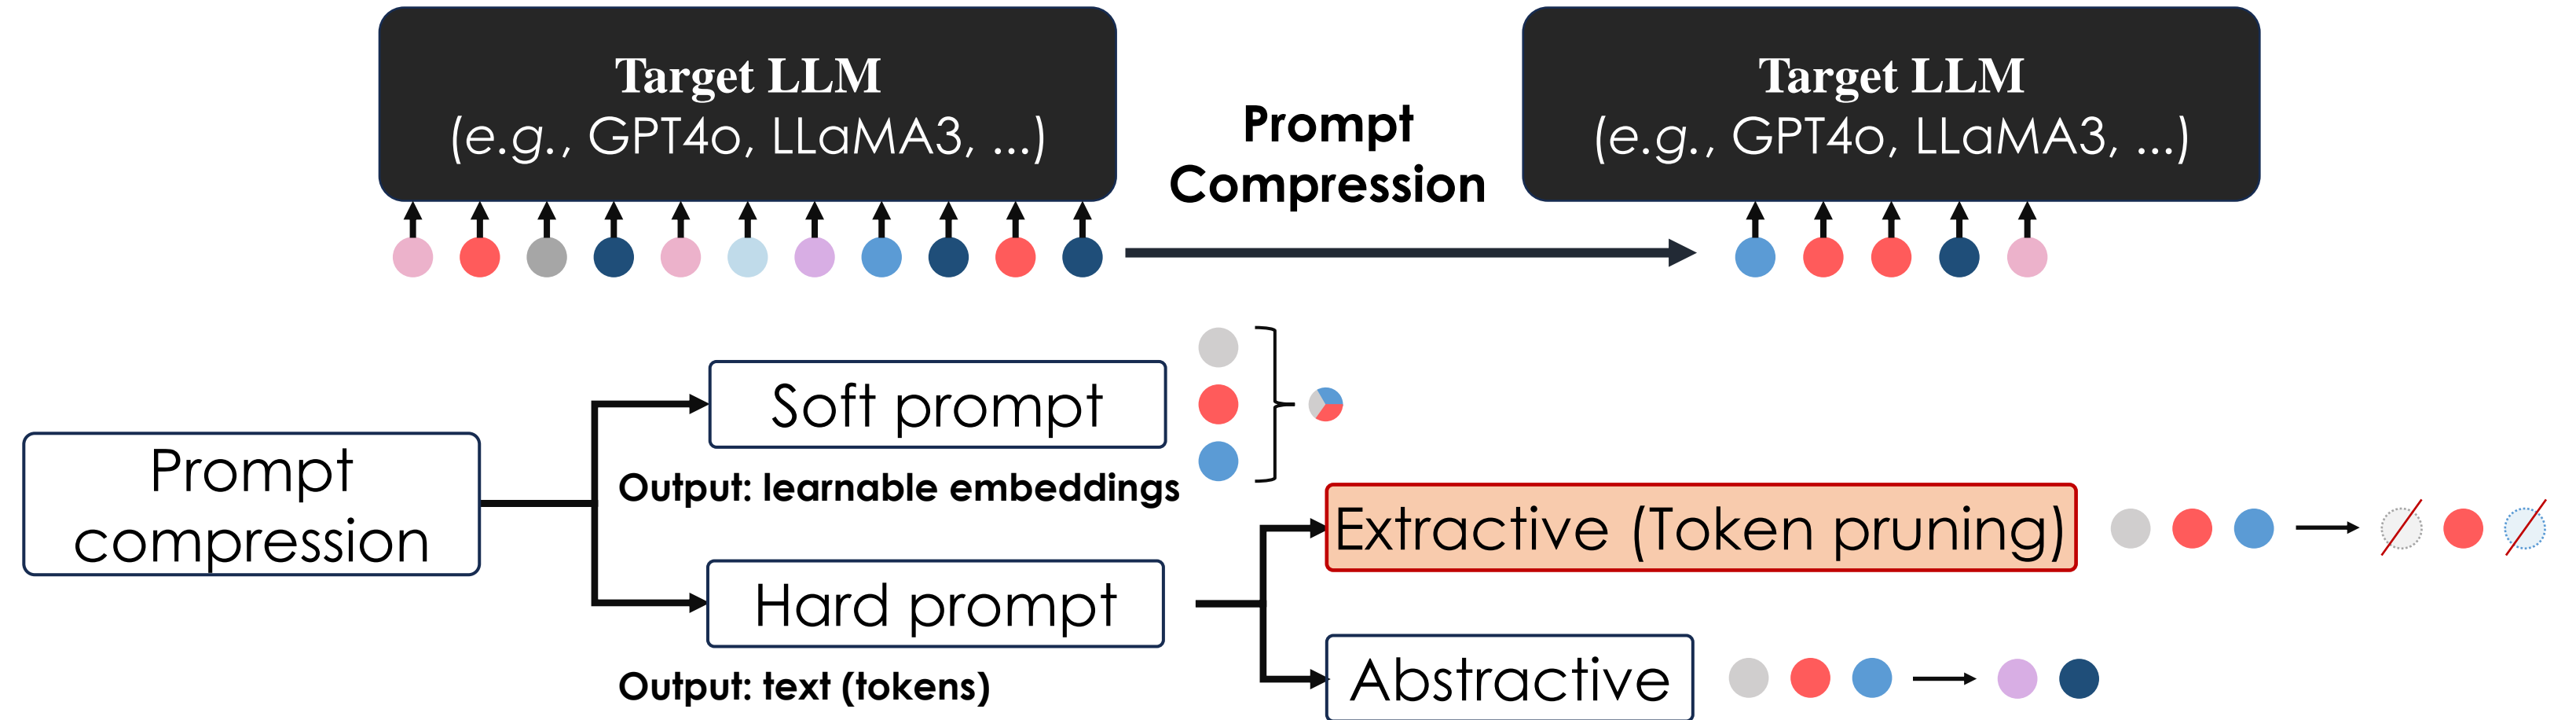 Target LLM
(e.g., GPT4o, LLaMA3, ...)
Prompt
Compression
Target LLM
(e.g., GPT4o, LLaMA3, ...)
Prompt
compression
Soft prompt
Output: learnable embeddings
Hard prompt
Output: text (tokens)
Extractive (Token pruning)
Abstractive